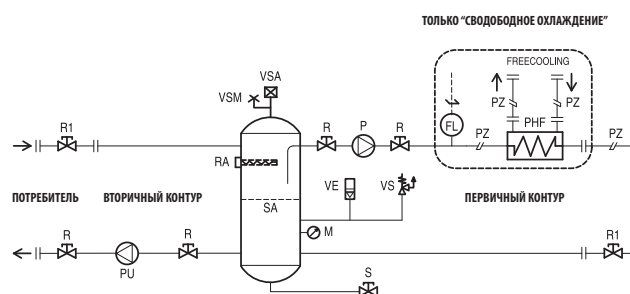 ТОЛЬКО "СВОДОБОДНОЕ ОХЛАЖДЕНИЕ"
FREECOOLING
VSA
VSM
PZ
PZ
R1
R
P
R
FL
PZ
PHF
PZ
RA
VE
VS
ПОТРЕБИТЕЛЬ
ВТОРИЧНЫЙ КОНТУР
SA
ПЕРВИЧНЫЙ КОНТУР
R
R
M
R1
PU
S